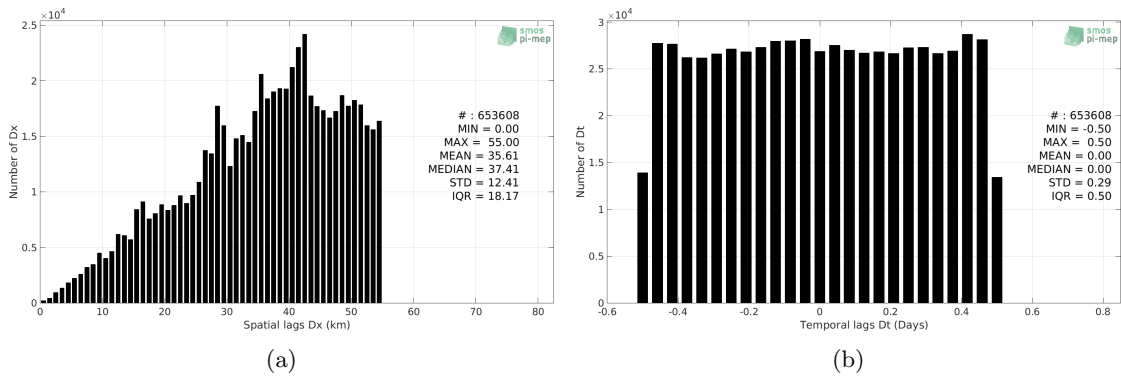 ×10⁴
2.5
2
1.5
1
0.5
0
Number of Dx
smos
pi-mep
# : 653608
MIN = 0.00
MAX = 55.00
MEAN = 35.61
MEDIAN = 37.41
STD = 12.41
IQR = 18.17
0 10 20 30 40 50 60 70 80
Spatial lags Dx (km)
(a)
×10⁴
3
2.5
2
1.5
1
0.5
0
Number of Dt
smos
pi-mep
# : 653608
MIN = -0.50
MAX = 0.50
MEAN = 0.00
MEDIAN = 0.00
STD = 0.29
IQR = 0.50
-0.6 -0.4 -0.2 0 0.2 0.4 0.6 0.8
Temporal lags Dt (Days)
(b)